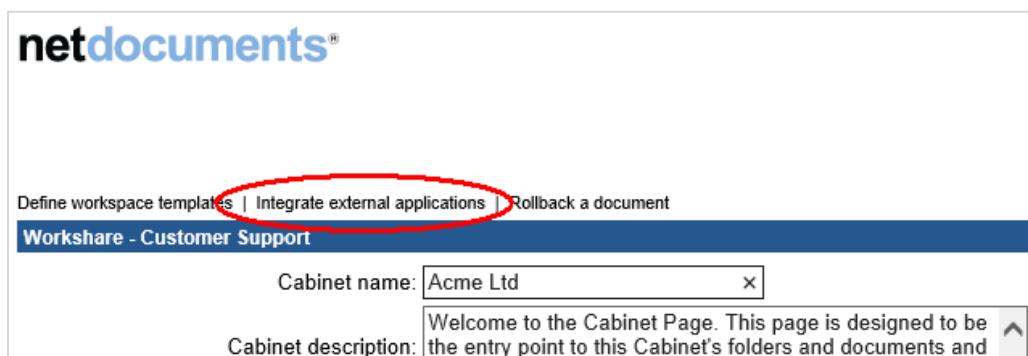 netdocuments®
Define workspace templates | Integrate external applications | Rollback a document
Workshare - Customer Support
Cabinet name: Acme Ltd ×
Cabinet description: Welcome to the Cabinet Page. This page is designed to be
the entry point to this Cabinet's folders and documents and